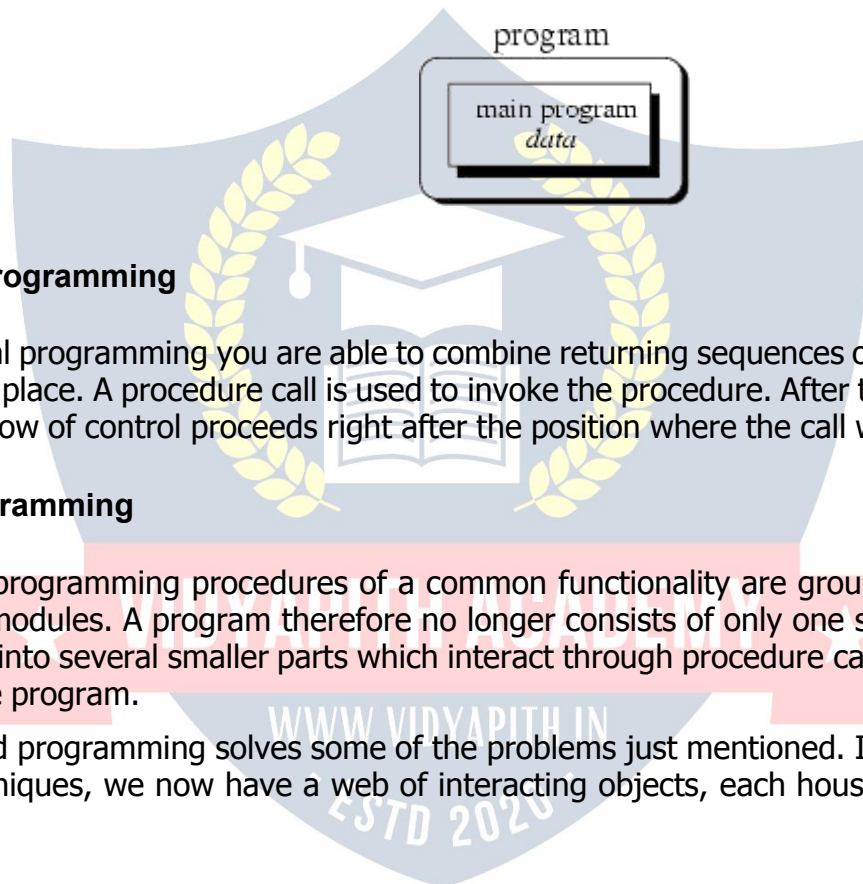 program
main program
data
rogramming
l programming you are able to combine returning sequences o
place. A procedure call is used to invoke the procedure. After t
ow of control proceeds right after the position where the call w
ramming
programming procedures of a common functionality are grou
modules. A program therefore no longer consists of only one s
into several smaller parts which interact through procedure ca
e program.
VIDYAPITH ACADEMY
WWW VIDYAPITH IN
d programming solves some of the problems just mentioned. I
niques, we now have a web of interacting objects, each hous
ESTD 2020